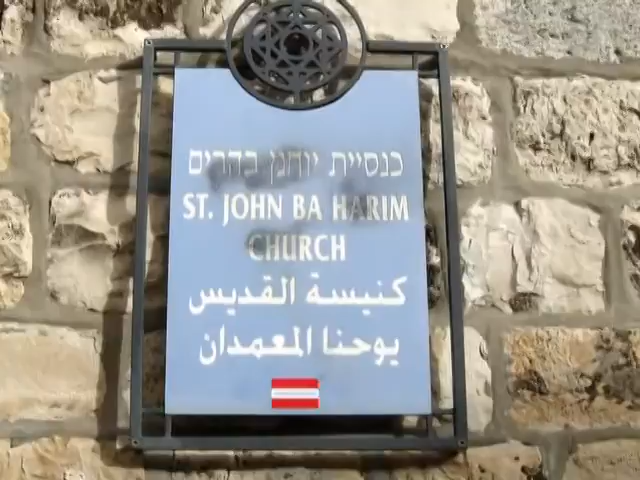 כנסיית יוחנן בהרים
ST. JOHN BA HARIM
CHURCH
كنيسة القديس
يوحنا المعمدان